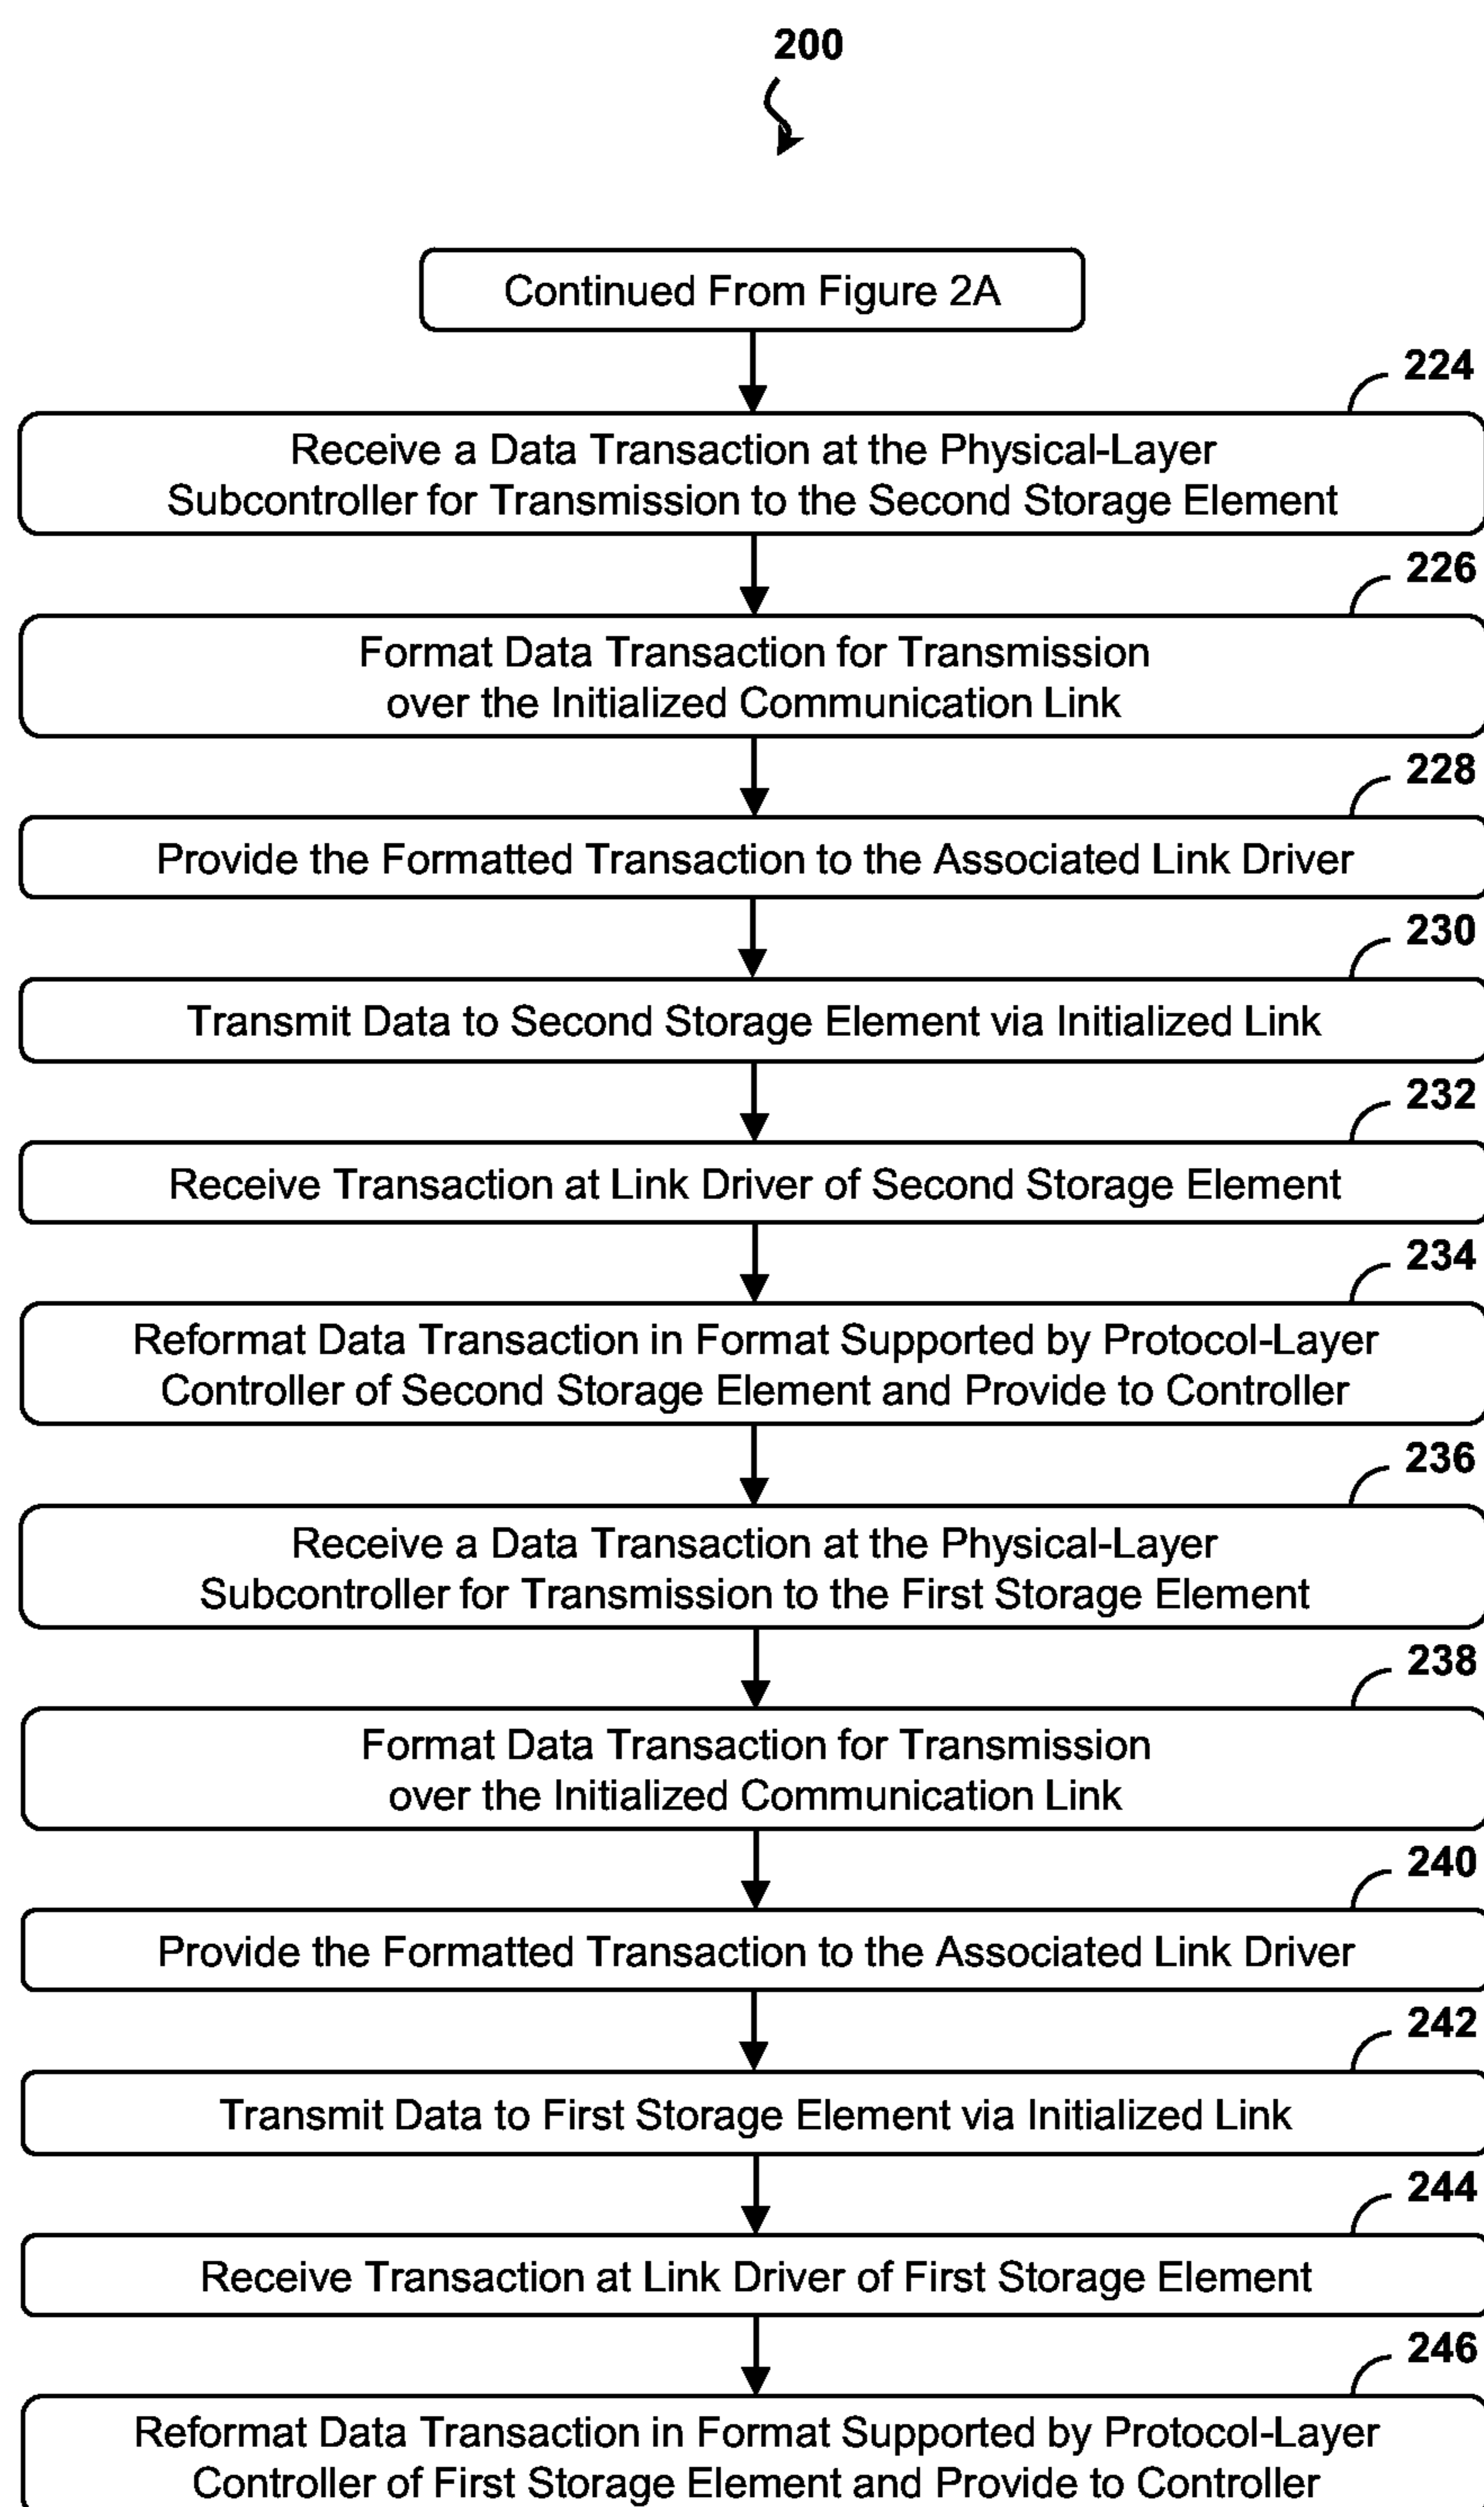 200
Continued From Figure 2A
224
Receive a Data Transaction at the Physical-Layer
Subcontroller for Transmission to the Second Storage Element
226
Format Data Transaction for Transmission
over the Initialized Communication Link
228
Provide the Formatted Transaction to the Associated Link Driver
230
Transmit Data to Second Storage Element via Initialized Link
232
Receive Transaction at Link Driver of Second Storage Element
234
Reformat Data Transaction in Format Supported by Protocol-Layer
Controller of Second Storage Element and Provide to Controller
236
Receive a Data Transaction at the Physical-Layer
Subcontroller for Transmission to the First Storage Element
238
Format Data Transaction for Transmission
over the Initialized Communication Link
240
Provide the Formatted Transaction to the Associated Link Driver
242
Transmit Data to First Storage Element via Initialized Link
244
Receive Transaction at Link Driver of First Storage Element
246
Reformat Data Transaction in Format Supported by Protocol-Layer
Controller of First Storage Element and Provide to Controller